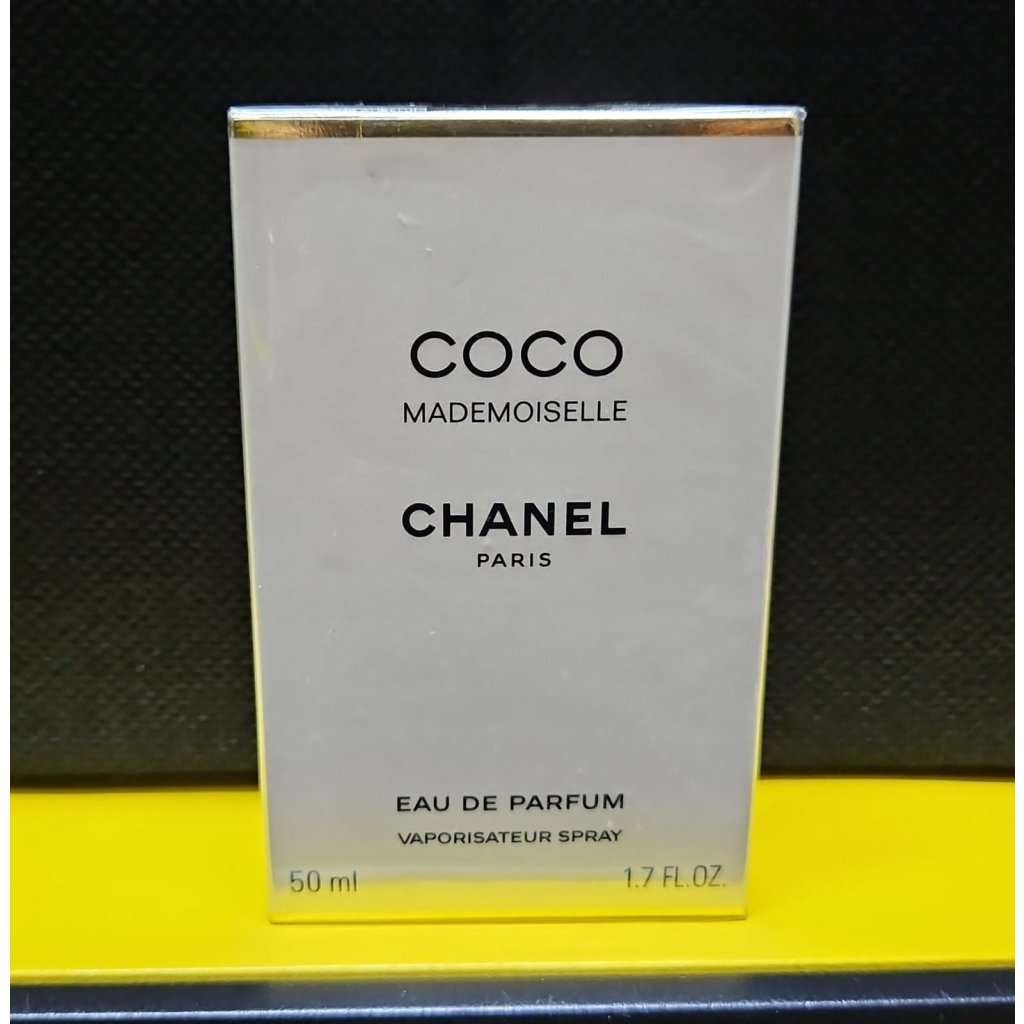 COCO
MADEMOISELLE
CHANEL
PARIS
EAU DE PARFUM
VAPORISATEUR SPRAY
50 ml
1.7 FL.OZ.